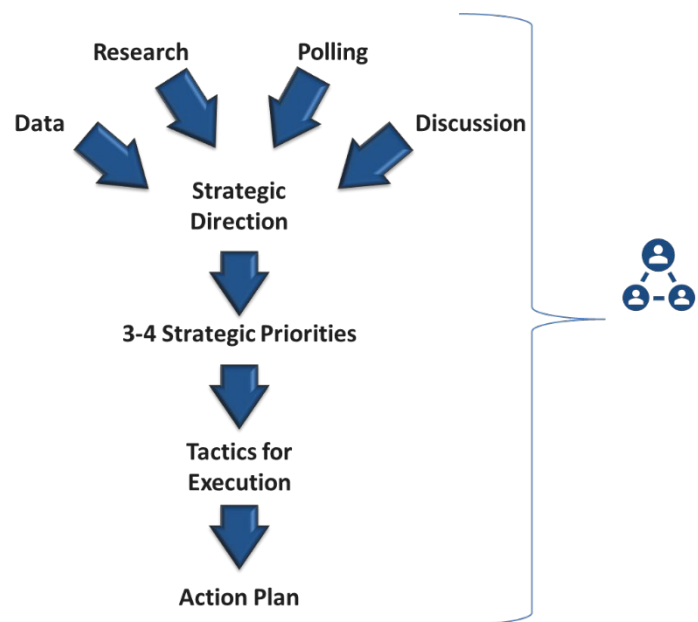 Research
Polling
Data
Discussion
Strategic
Direction
3-4 Strategic Priorities
Tactics for
Execution
Action Plan